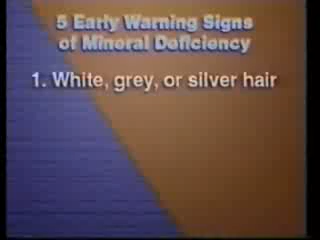 5 Early Warning Signs
of Mineral Deficiency
1. White, grey, or silver hair